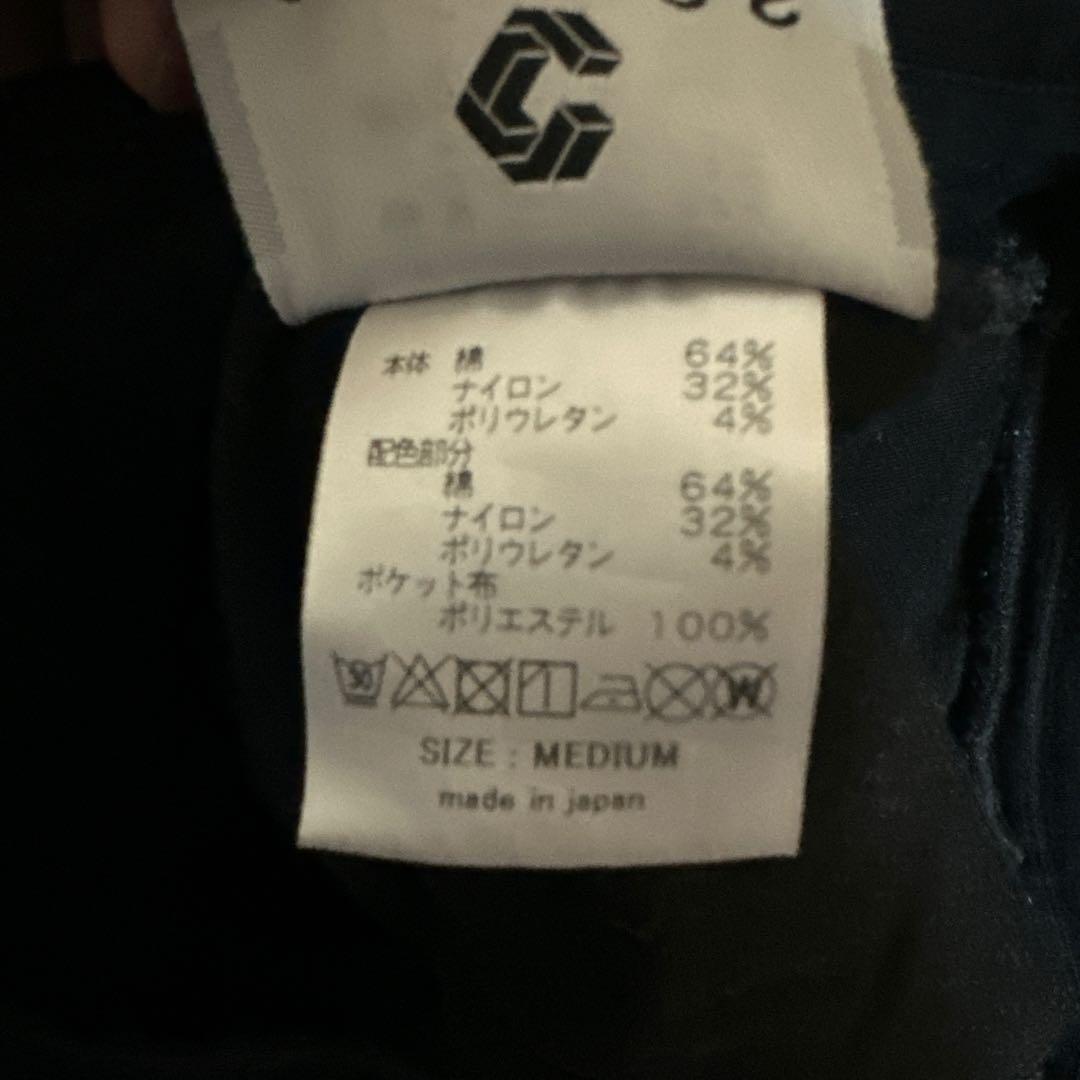 本体 綿 64%
ナイロン 32%
ポリウレタン 4%
配色部分
綿 64%
ナイロン 32%
ポリウレタン 4%
ポケット布
ポリエステル 100%
SIZE : MEDIUM
made in japan